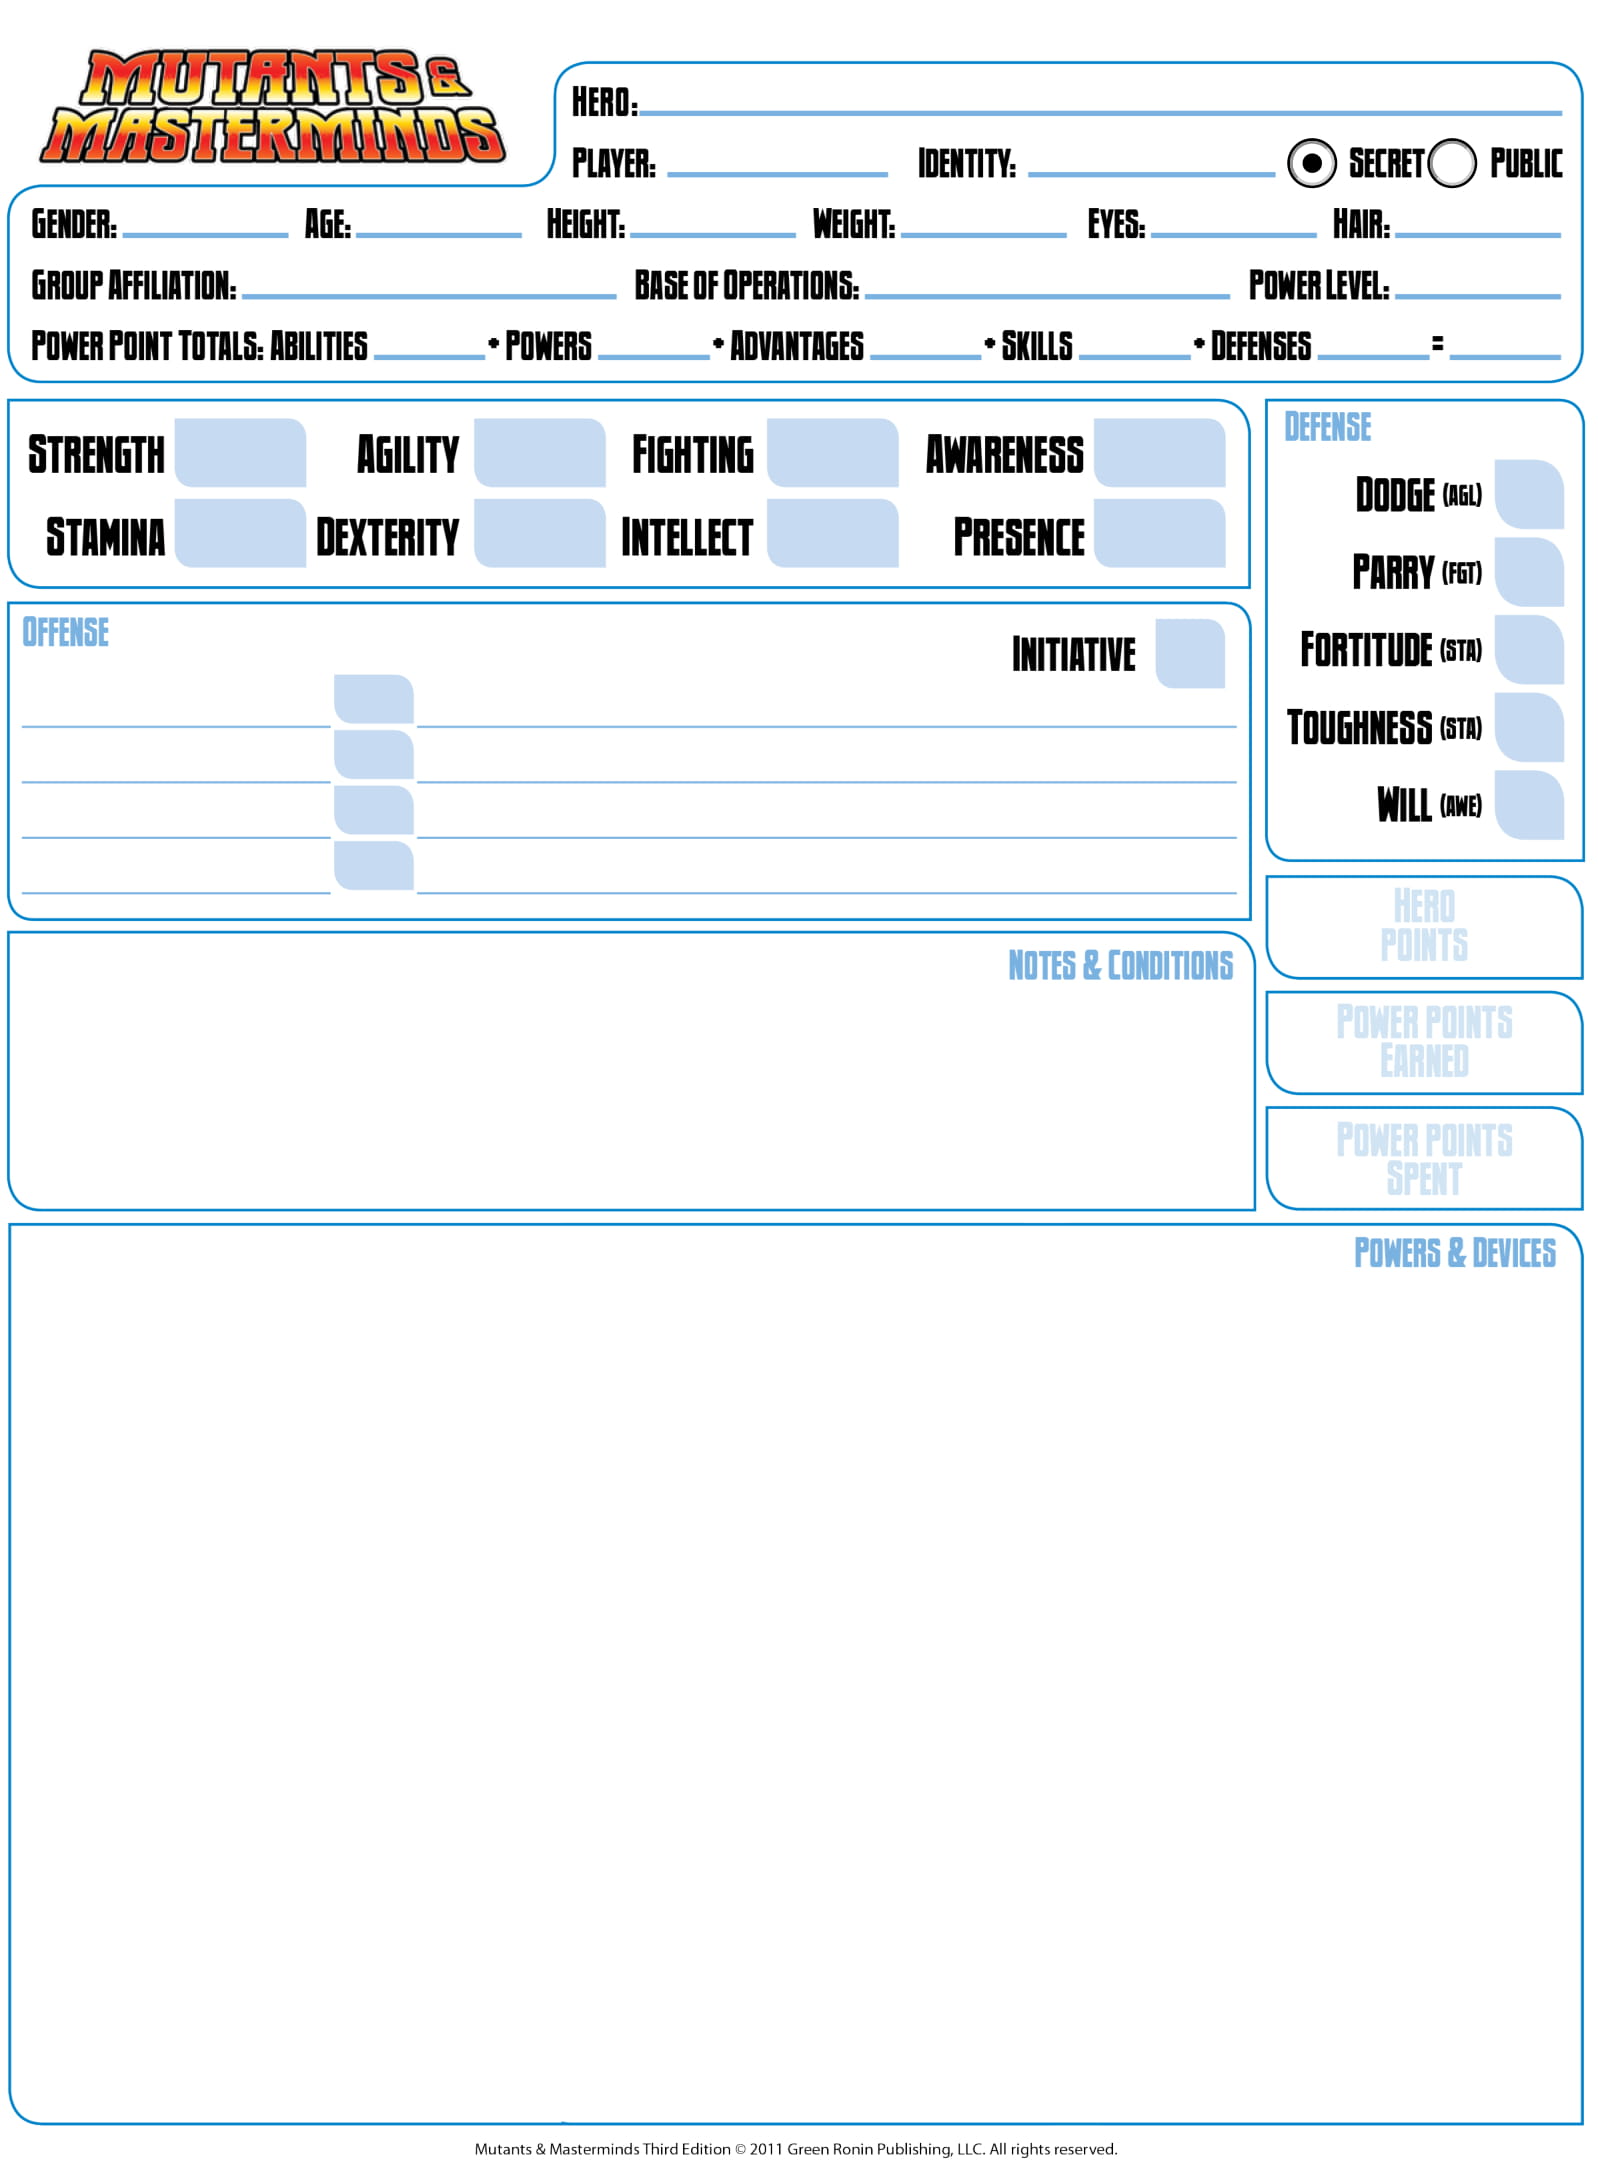 MUTANTS &
MASTERMINDS
HERO:
PLAYER: IDENTITY: SECRET PUBLIC
GENDER: AGE: HEIGHT: WEIGHT: EYES: HAIR:
GROUP AFFILIATION: BASE OF OPERATIONS: POWER LEVEL:
POWER POINT TOTALS: ABILITIES + POWERS + ADVANTAGES + SKILLS + DEFENSES =
STRENGTH AGILITY FIGHTING AWARENESS
STAMINA DEXTERITY INTELLECT PRESENCE
DEFENSE
DODGE (AGL)
PARRY (FGT)
FORTITUDE (STA)
TOUGHNESS (STA)
WILL (AWE)
OFFENSE
INITIATIVE
HERO
POINTS
NOTES & CONDITIONS
POWER POINTS
EARNED
POWER POINTS
SPENT
POWERS & DEVICES
Mutants & Masterminds Third Edition © 2011 Green Ronin Publishing, LLC. All rights reserved.